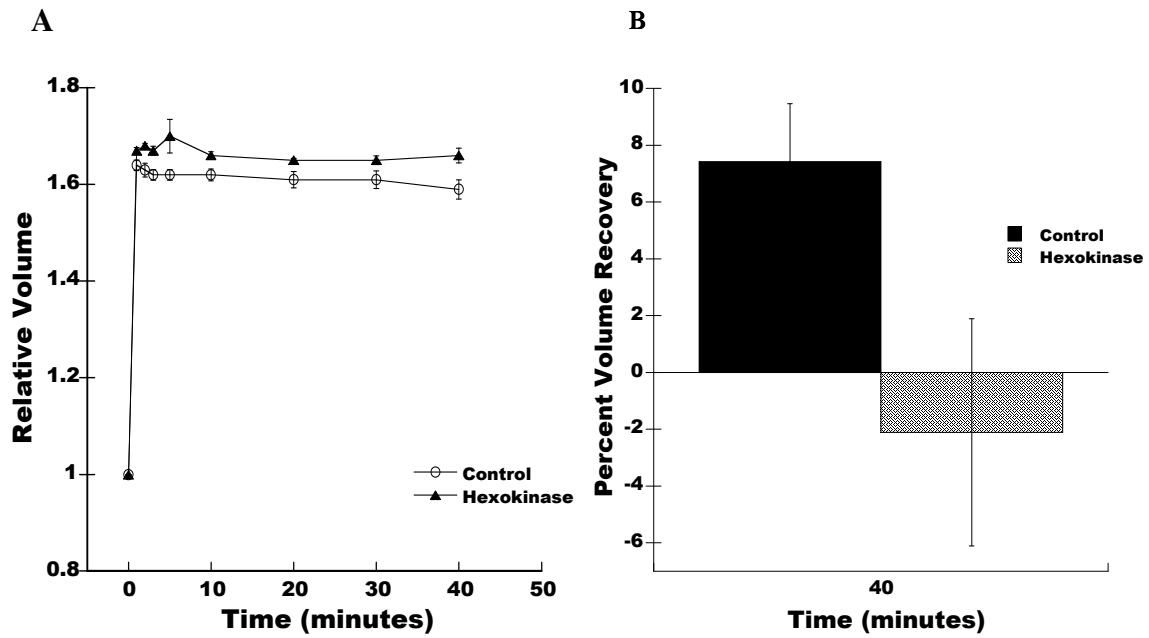 A
Relative Volume
1.8
1.6
1.4
1.2
1
0.8
0 10 20 30 40 50
Time (minutes)
Control
Hexokinase
B
Percent Volume Recovery
10
8
6
4
2
0
-2
-4
-6
40
Time (minutes)
Control
Hexokinase